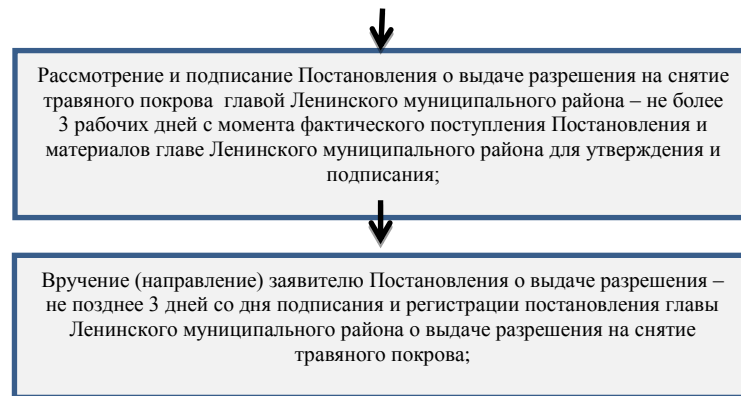 Рассмотрение и подписание Постановления о выдаче разрешения на снятие
травяного покрова  главой Ленинского муниципального района – не более
3 рабочих дней с момента фактического поступления Постановления и
материалов главе Ленинского муниципального района для утверждения и
подписания;
Вручение (направление) заявителю Постановления о выдаче разрешения –
не позднее 3 дней со дня подписания и регистрации постановления главы
Ленинского муниципального района о выдаче разрешения на снятие
травяного покрова;